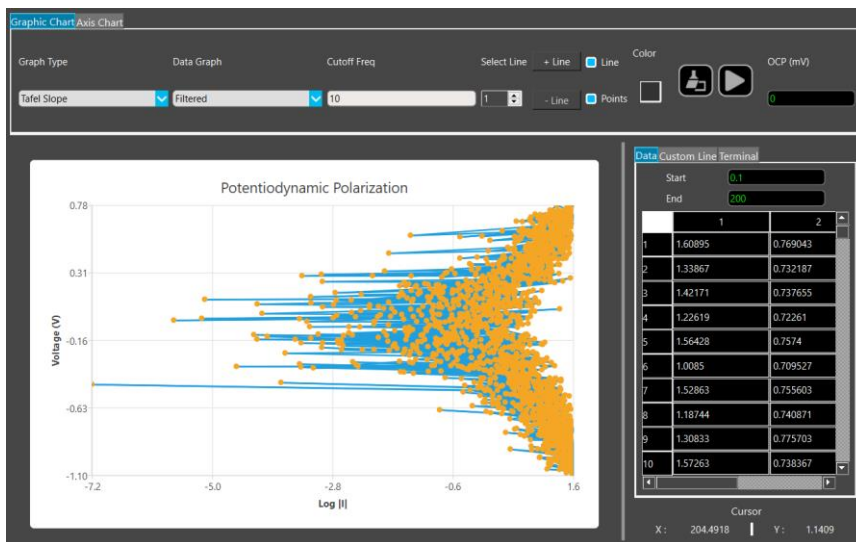 Graphic Chart Axis Chart
Graph Type Data Graph Cutoff Freq Select Line + Line Line Color OCP (mV)
Tafel Slope Filtered 10 1 - Line Points 0
Data Custom Line Terminal
Start 0.1
End 200
Potentiodynamic Polarization
0.78
0.31
-0.16
-0.63
-1.10
Voltage (V)
-7.2 -5.0 -2.8 -0.6 1.6
Log |I|
1 2
1 1.60895 0.769043
2 1.33867 0.732187
3 1.42171 0.737655
4 1.22619 0.72261
5 1.56428 0.7574
6 1.0085 0.709527
7 1.52863 0.755603
8 1.18744 0.740871
9 1.30833 0.775703
10 1.57263 0.738367
Cursor
X : 204.4918 Y : 1.1409